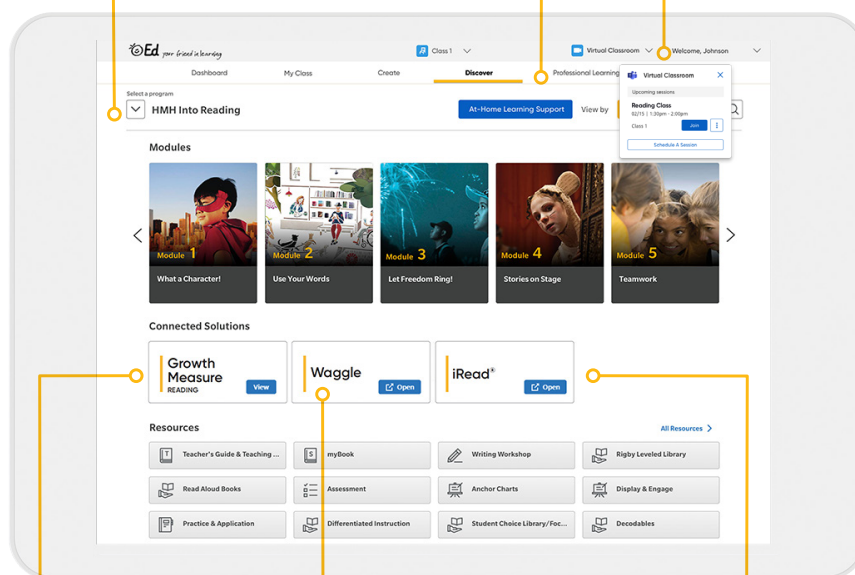 Ed your friend in learning
Class 1
Virtual Classroom
Welcome, Johnson
Dashboard
My Class
Create
Discover
Professional Learning
Virtual Classroom
Upcoming sessions
Reading Class
02/15 | 1:30pm - 2:00pm
Class 1
Join
Schedule A Session
Select a program
HMH Into Reading
At-Home Learning Support
View by
Modules
Module 1
What a Character!
Module 2
Use Your Words
Module 3
Let Freedom Ring!
Module 4
Stories on Stage
Module 5
Teamwork
Connected Solutions
Growth
Measure
READING
View
Waggle
Open
iRead®
Open
Resources
All Resources
T
Teacher's Guide & Teaching ...
S
myBook
Writing Workshop
Rigby Leveled Library
Read Aloud Books
Assessment
Anchor Charts
Display & Engage
Practice & Application
Differentiated Instruction
Student Choice Library/Foc...
Decodables